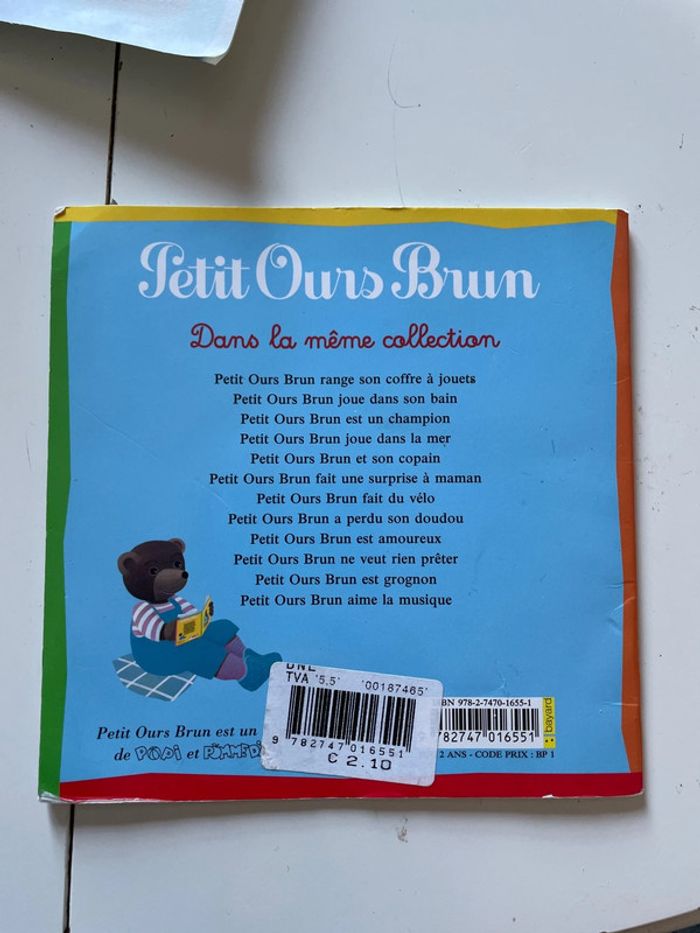 Petit Ours Brun
Dans la même collection
Petit Ours Brun range son coffre à jouets
Petit Ours Brun joue dans son bain
Petit Ours Brun est un champion
Petit Ours Brun joue dans la mer
Petit Ours Brun et son copain
Petit Ours Brun fait une surprise à maman
Petit Ours Brun fait du vélo
Petit Ours Brun a perdu son doudou
Petit Ours Brun est amoureux
Petit Ours Brun ne veut rien prêter
Petit Ours Brun est grognon
Petit Ours Brun aime la musique
Petit Ours Brun est un
de POPI et
TVA '5,5' '00187465'
9 782747 016551
€ 2.10
BN 978-2-7470-1655-1
782747 016551
bayard
2 ANS - CODE PRIX : BP 1